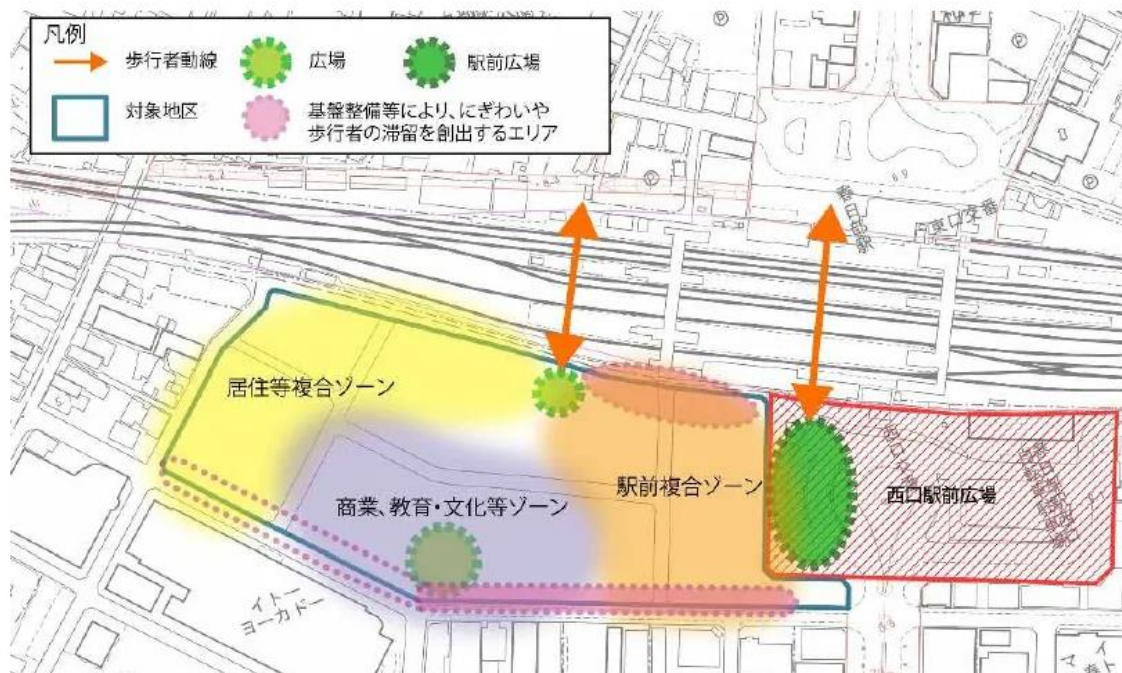 凡例
歩行者動線
広場
駅前広場
対象地区
基盤整備等により、にぎわいや
歩行者の滞留を創出するエリア
春日部駅
東口交番
居住等複合ゾーン
駅前複合ゾーン
商業、教育・文化等ゾーン
西口駅前広場
イトー
ヨーカドー